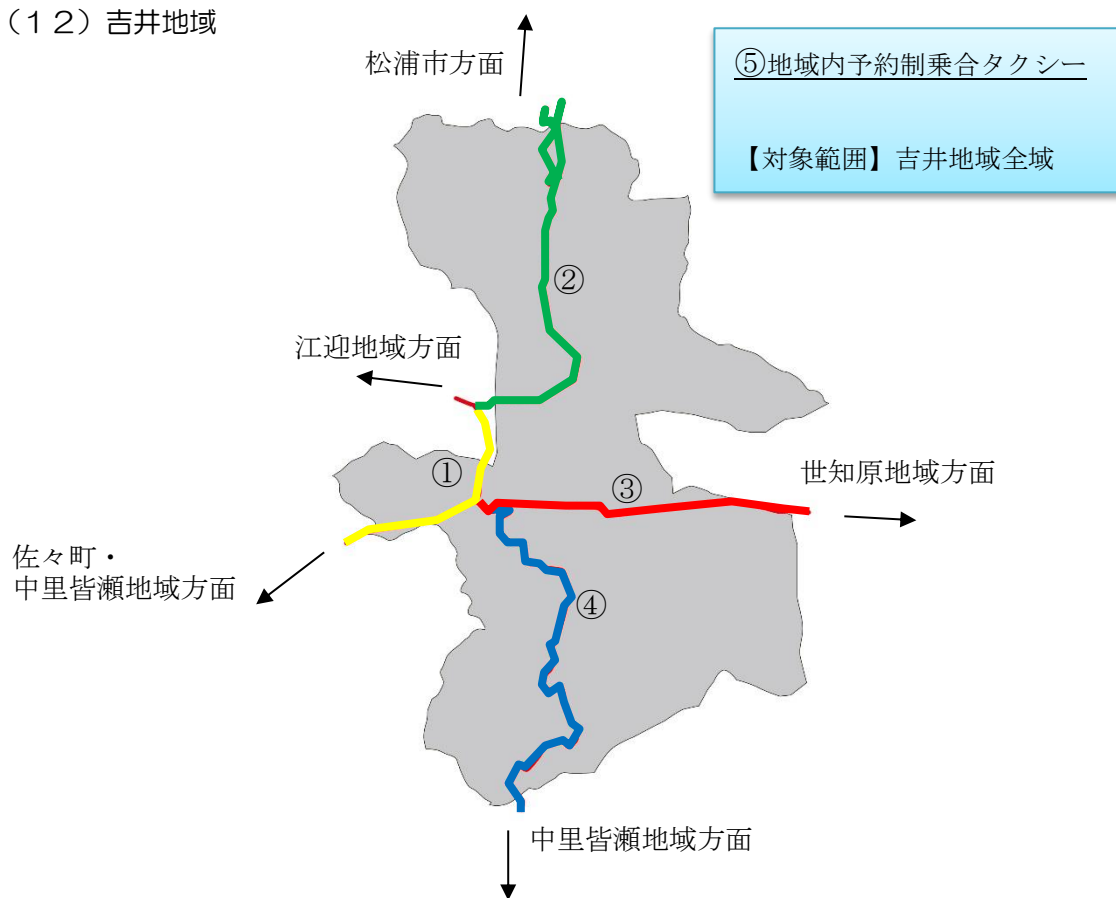 （１２）吉井地域
松浦市方面
⑤地域内予約制乗合タクシー
【対象範囲】吉井地域全域
②
江迎地域方面
①
③
世知原地域方面
佐々町・
中里皆瀬地域方面
④
中里皆瀬地域方面